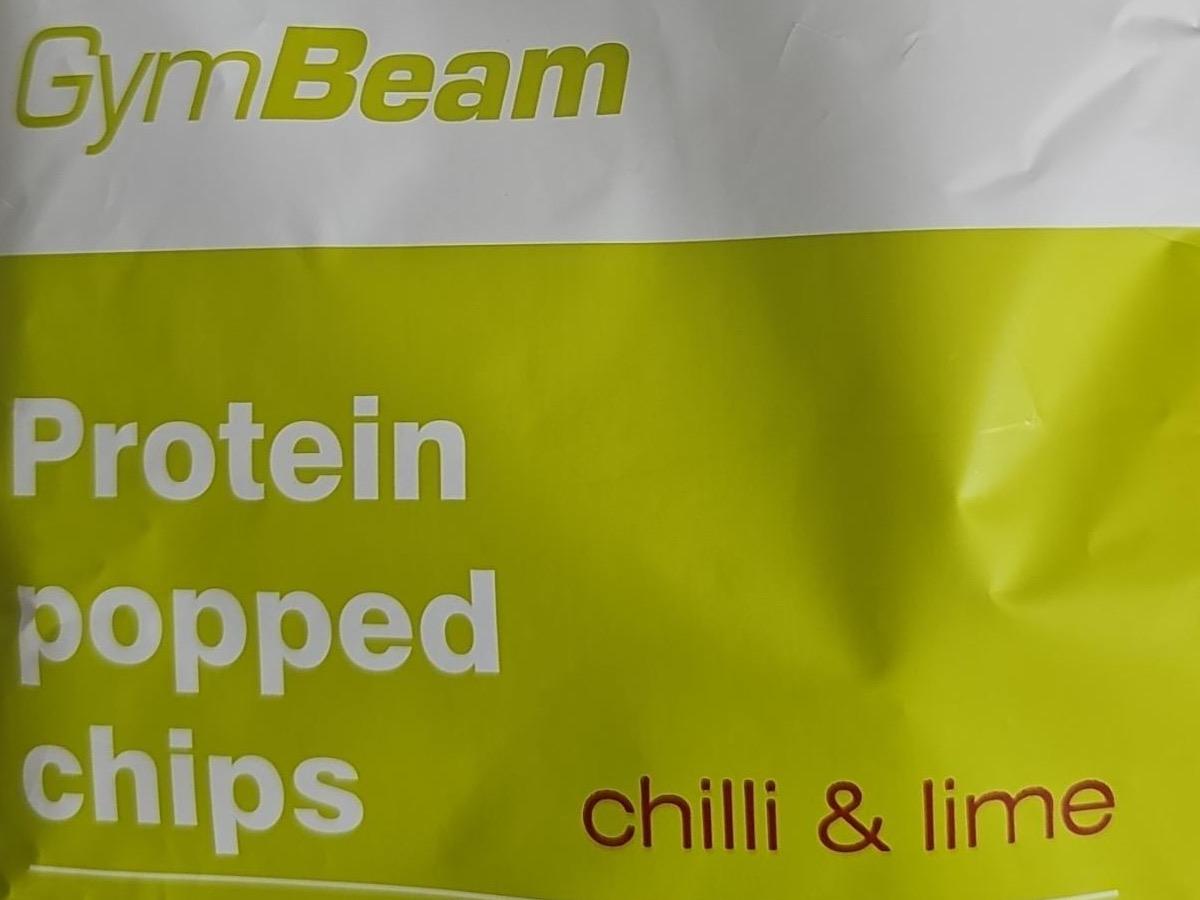 GymBeam
Protein
popped
chips
chilli & lime